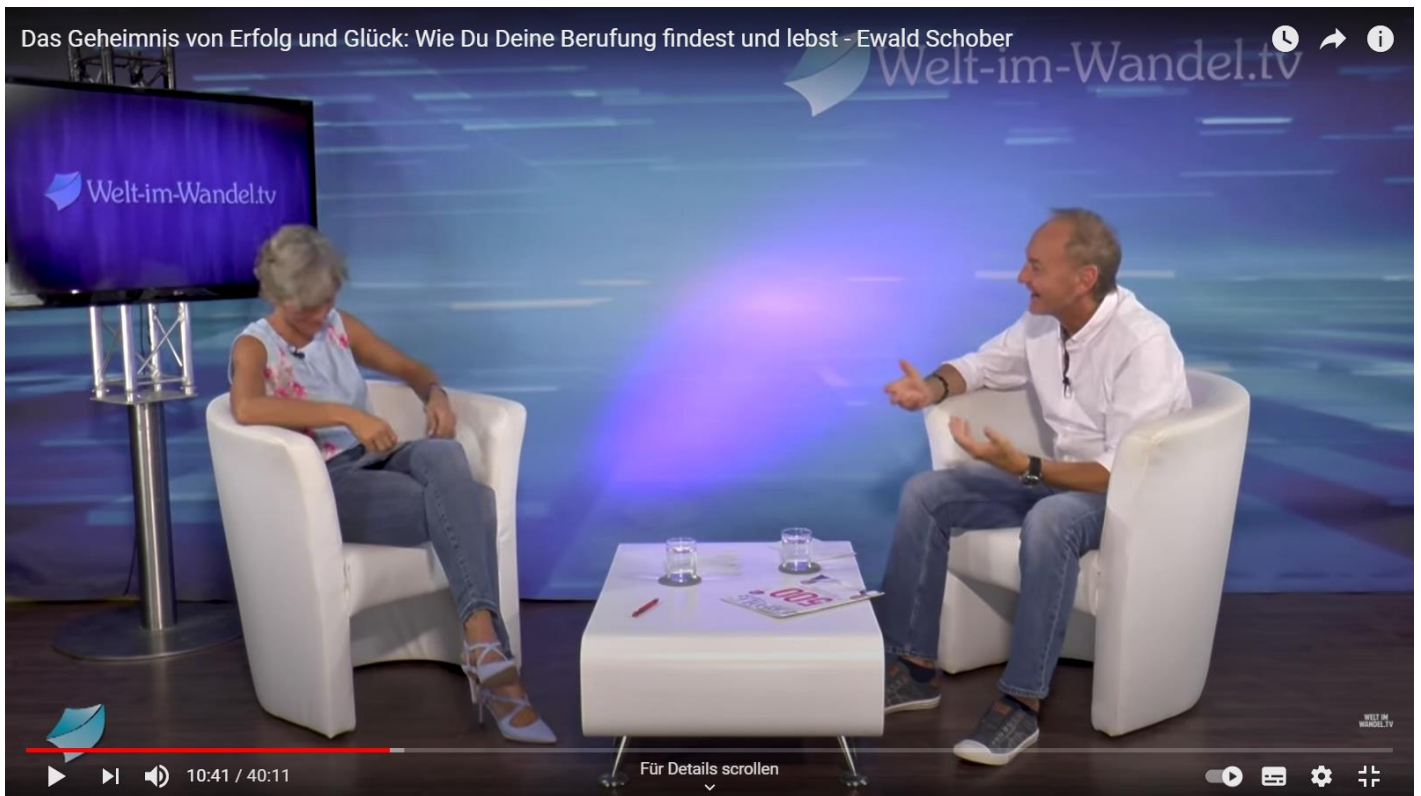 Das Geheimnis von Erfolg und Glück: Wie Du Deine Berufung findest und lebst - Ewald Schober
Welt-im-Wandel.tv
Welt-im-Wandel.tv
500
WELT IM
WANDEL.TV
10:41 / 40:11
Für Details scrollen